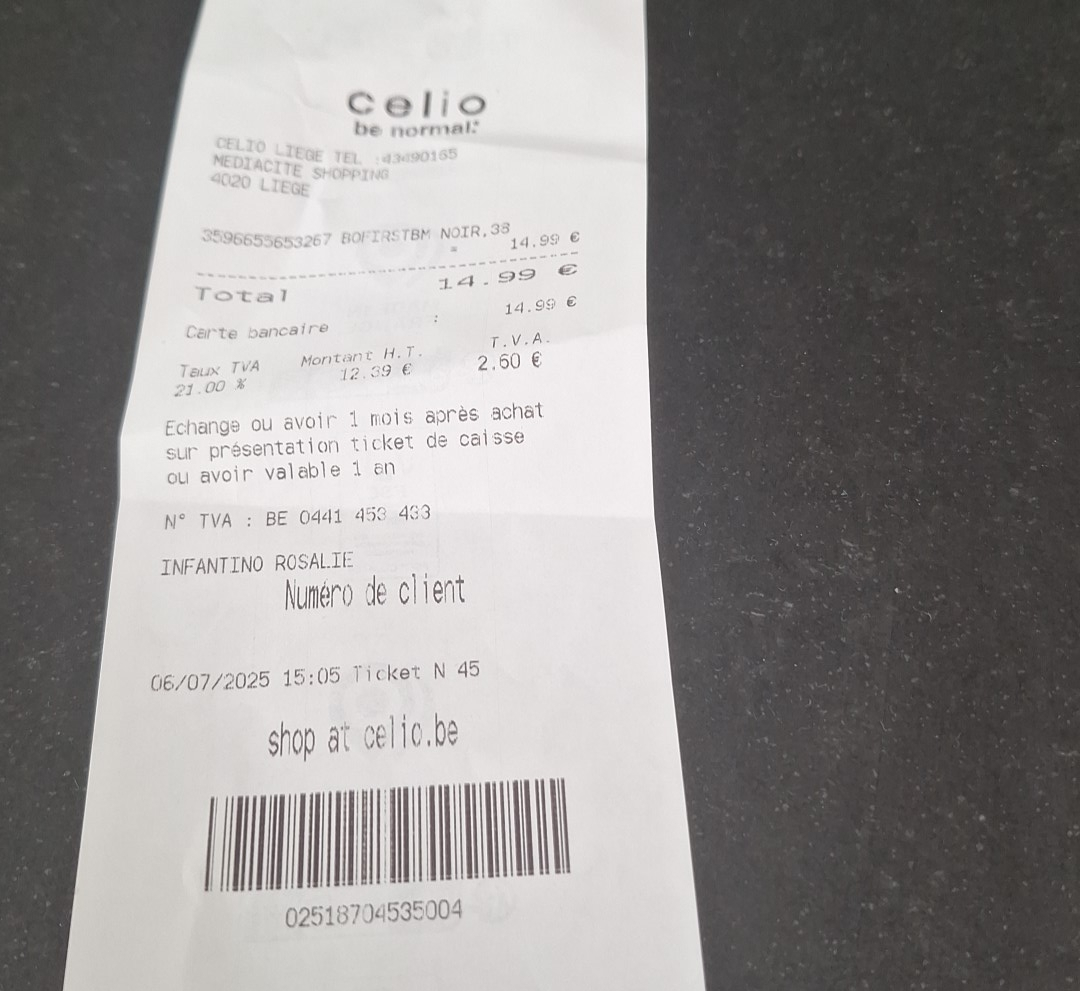 celio
be normal:
CELIO LIEGE TEL :43490165
MEDIACITE SHOPPING
4020 LIEGE
3596655653267 BOFIRSTBM NOIR,38
= 14.99 €
Total 14.99 €
Carte bancaire : 14.99 €
Taux TVA Montant H.T. T.V.A.
21.00 % 12.39 € 2.60 €
Echange ou avoir 1 mois après achat
sur présentation ticket de caisse
ou avoir valable 1 an
N° TVA : BE 0441 453 433
INFANTINO ROSALIE
Numéro de client
06/07/2025 15:05 Ticket N 45
shop at celio.be
02518704535004